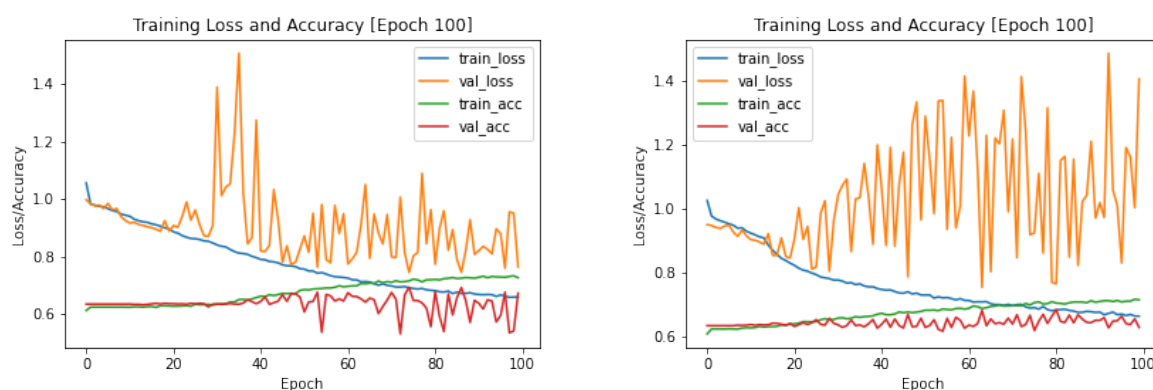 Training Loss and Accuracy [Epoch 100]
Loss/Accuracy
1.4
1.2
1.0
0.8
0.6
train_loss
val_loss
train_acc
val_acc
0 20 40 60 80 100
Epoch
Training Loss and Accuracy [Epoch 100]
Loss/Accuracy
1.4
1.2
1.0
0.8
0.6
train_loss
val_loss
train_acc
val_acc
0 20 40 60 80 100
Epoch